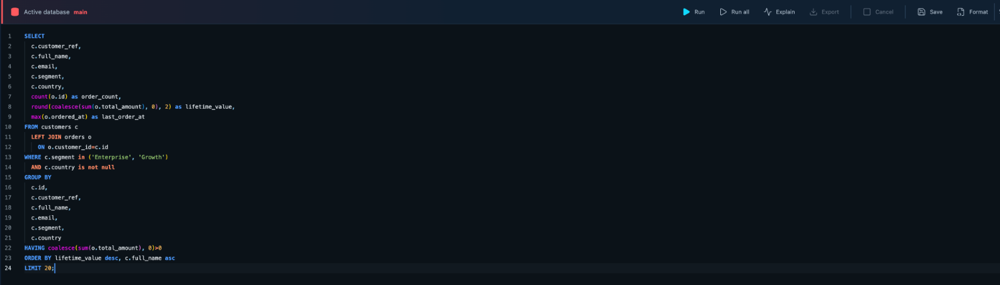 Active database main
Run
Run all
Explain
Export
Cancel
Save
Format
1 SELECT
2 c.customer_ref,
3 c.full_name,
4 c.email,
5 c.segment,
6 c.country,
7 count(o.id) as order_count,
8 round(coalesce(sum(o.total_amount), 0), 2) as lifetime_value,
9 max(o.ordered_at) as last_order_at
10 FROM customers c
11 LEFT JOIN orders o
12 ON o.customer_id=c.id
13 WHERE c.segment in ('Enterprise', 'Growth')
14 AND c.country is not null
15 GROUP BY
16 c.id,
17 c.customer_ref,
18 c.full_name,
19 c.email,
20 c.segment,
21 c.country
22 HAVING coalesce(sum(o.total_amount), 0)>0
23 ORDER BY lifetime_value desc, c.full_name asc
24 LIMIT 20;